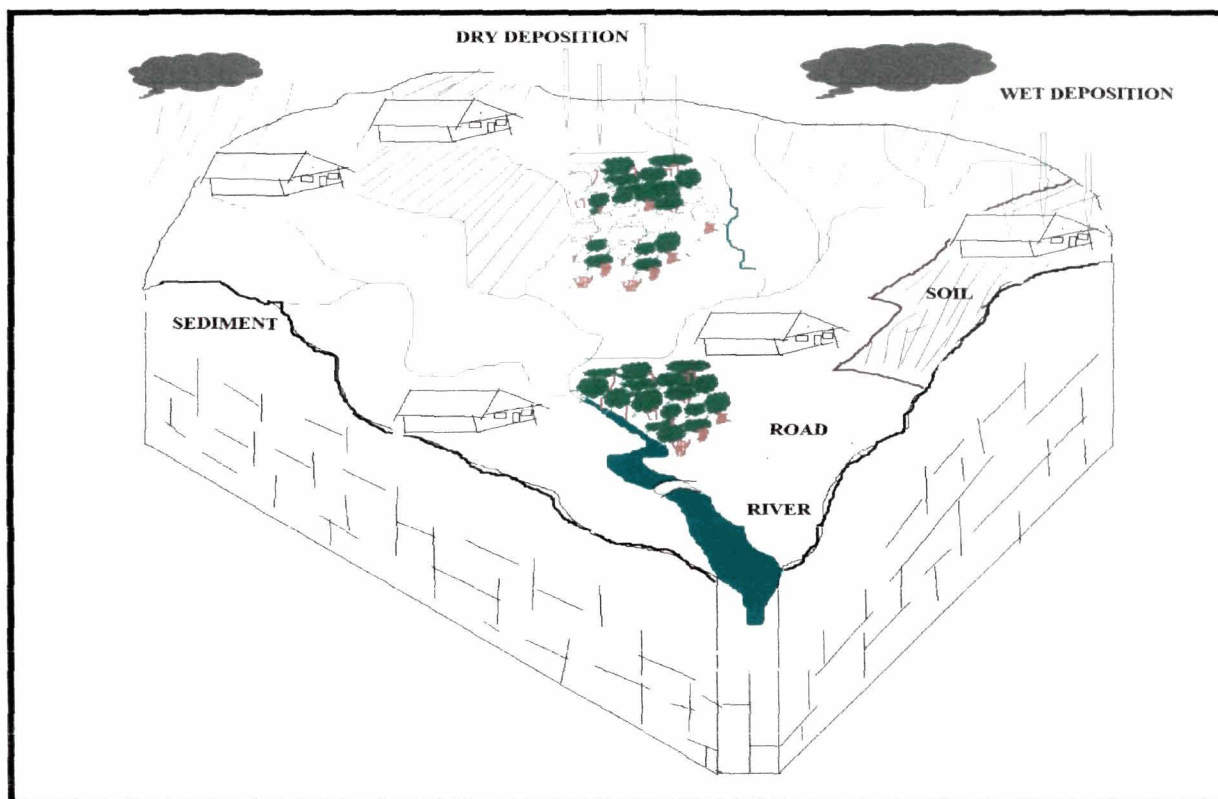 DRY DEPOSITION
WET DEPOSITION
SOIL
SEDIMENT
ROAD
RIVER